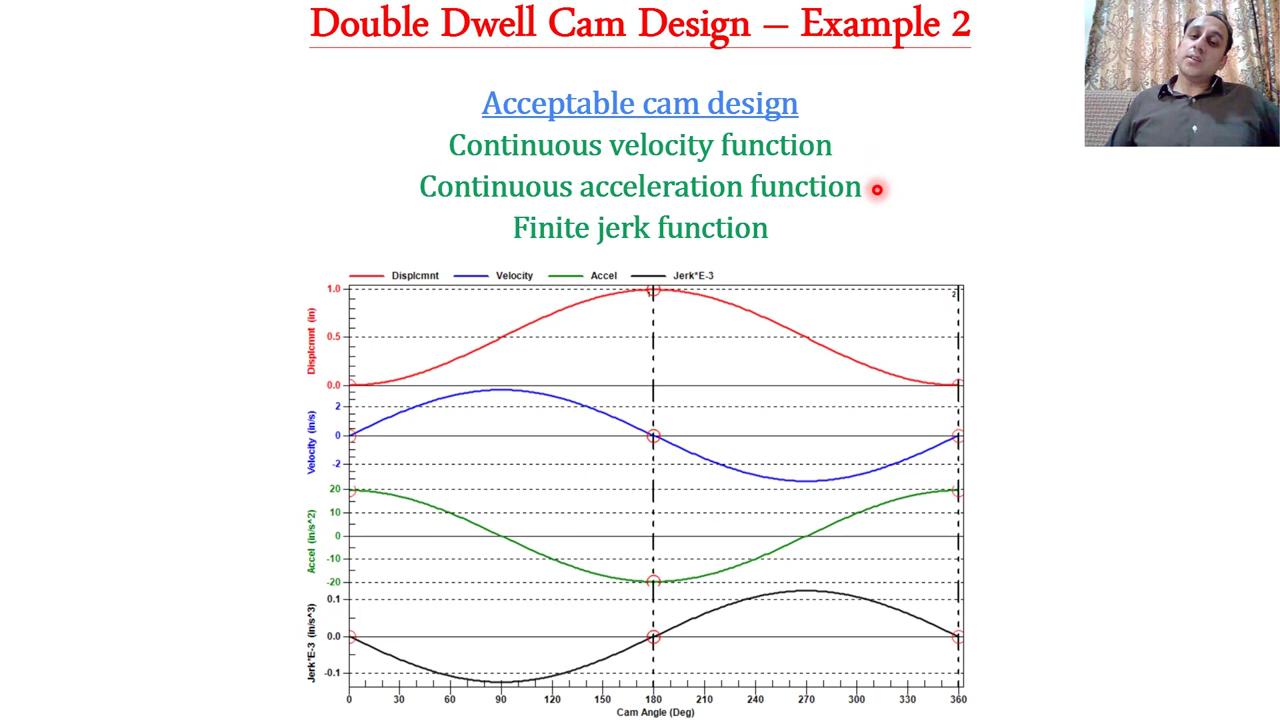 Double Dwell Cam Design – Example 2
Acceptable cam design
Continuous velocity function
Continuous acceleration function
Finite jerk function
Displcmnt Velocity Accel Jerk*E-3
Displcmnt (in)
1.0
0.5
0.0
1
2
Velocity (in/s)
2
0
-2
Accel (in/s^2)
20
10
0
-10
-20
Jerk*E-3 (in/s^3)
0.1
0.0
-0.1
0 30 60 90 120 150 180 210 240 270 300 330 360
Cam Angle (Deg)